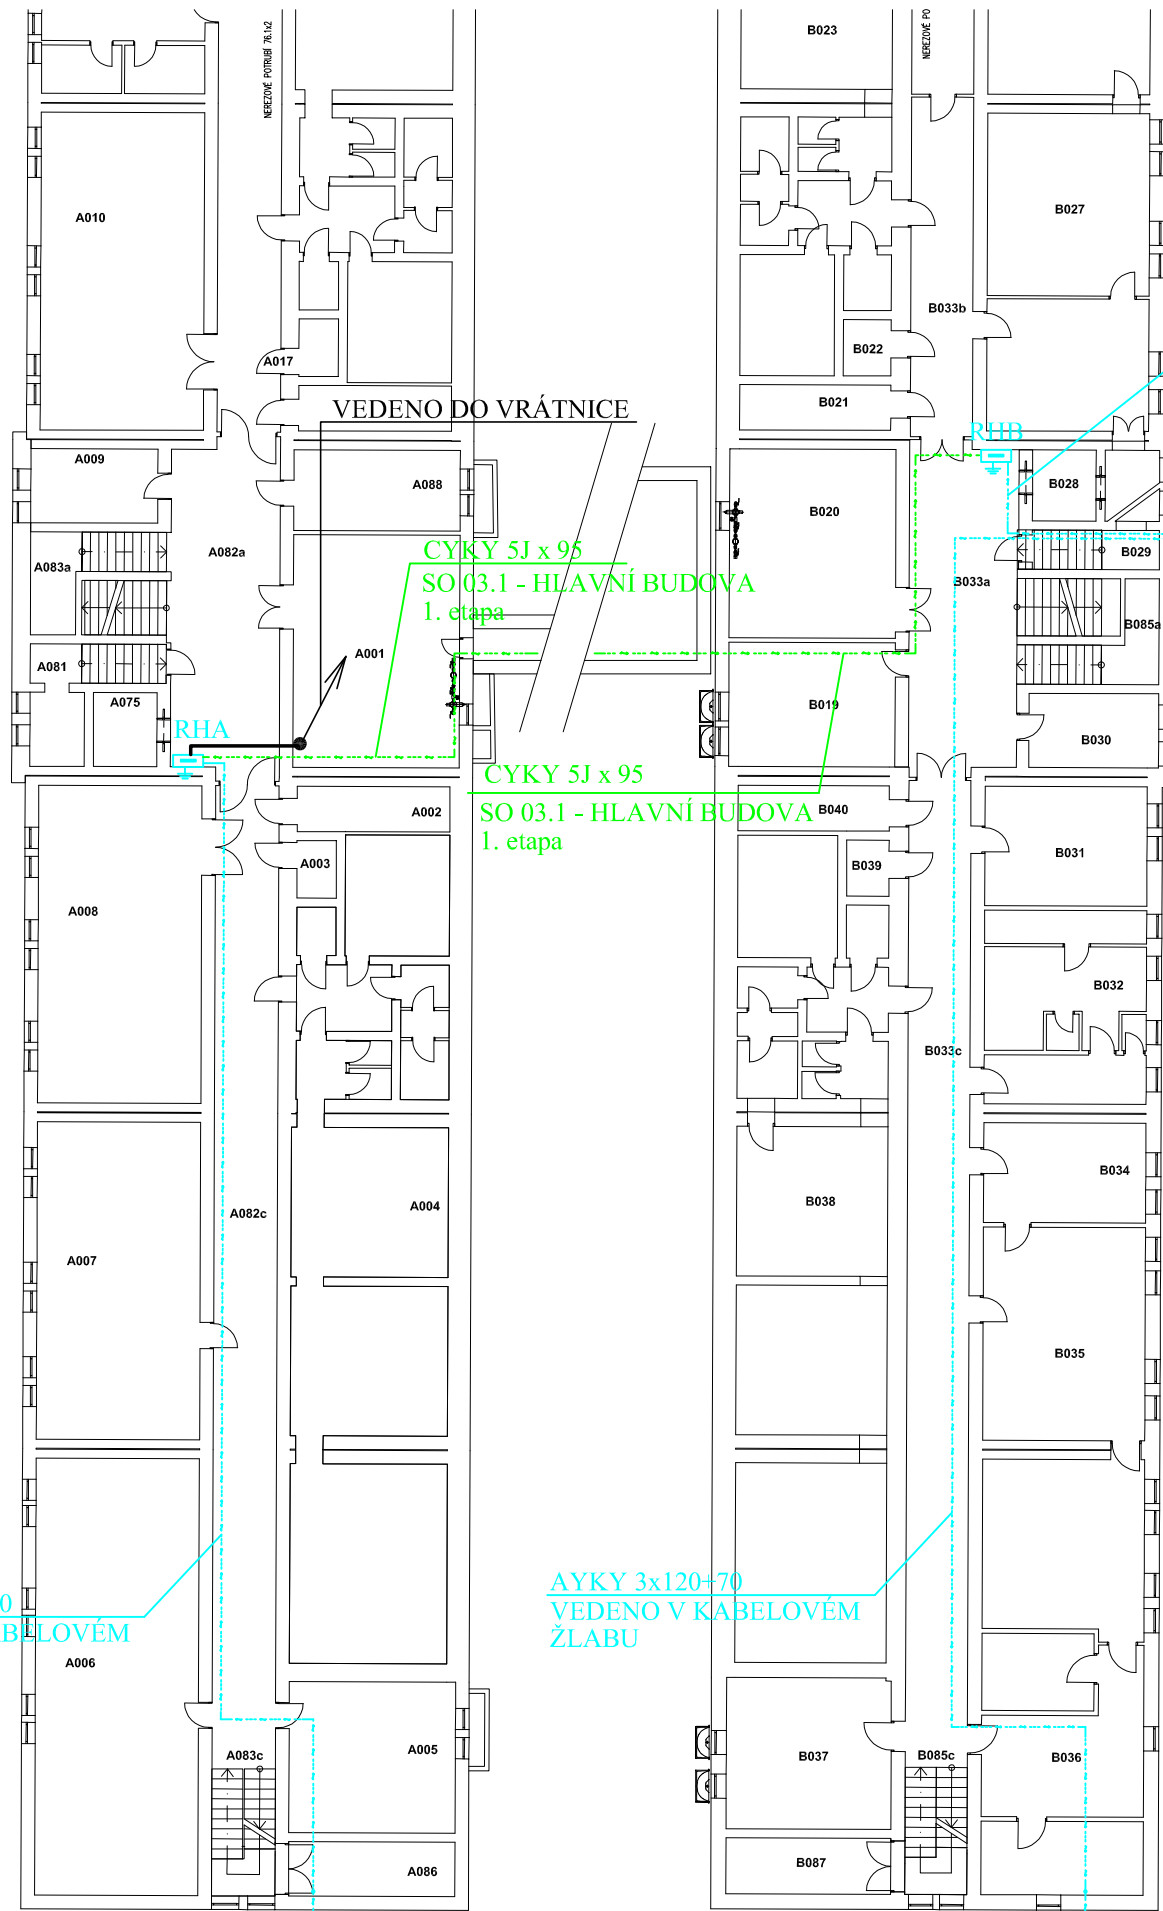 B023
NEREZOVÉ POTRUBÍ 76.1x2
NEREZOVÉ PO
A010
B027
B033b
A017
B022
B021
VEDENO DO VRÁTNICE
RHB
A009
A088
B028
B020
A082a
CYKY 5J x 95
SO 03.1 - HLAVNÍ BUDOVA
1. etapa
A083a
B029
B033a
B085a
A001
A081
A075
B019
RHA
B030
CYKY 5J x 95
SO 03.1 - HLAVNÍ BUDOVA
1. etapa
A002
B040
A003
B039
B031
A008
B032
B033c
A082c
A004
B038
B034
A007
B035
0
BELOVÉM
AYKY 3x120+70
VEDENO V KABELOVÉM
ŽLABU
A006
A083c
A005
B037
B085c
B036
A086
B087